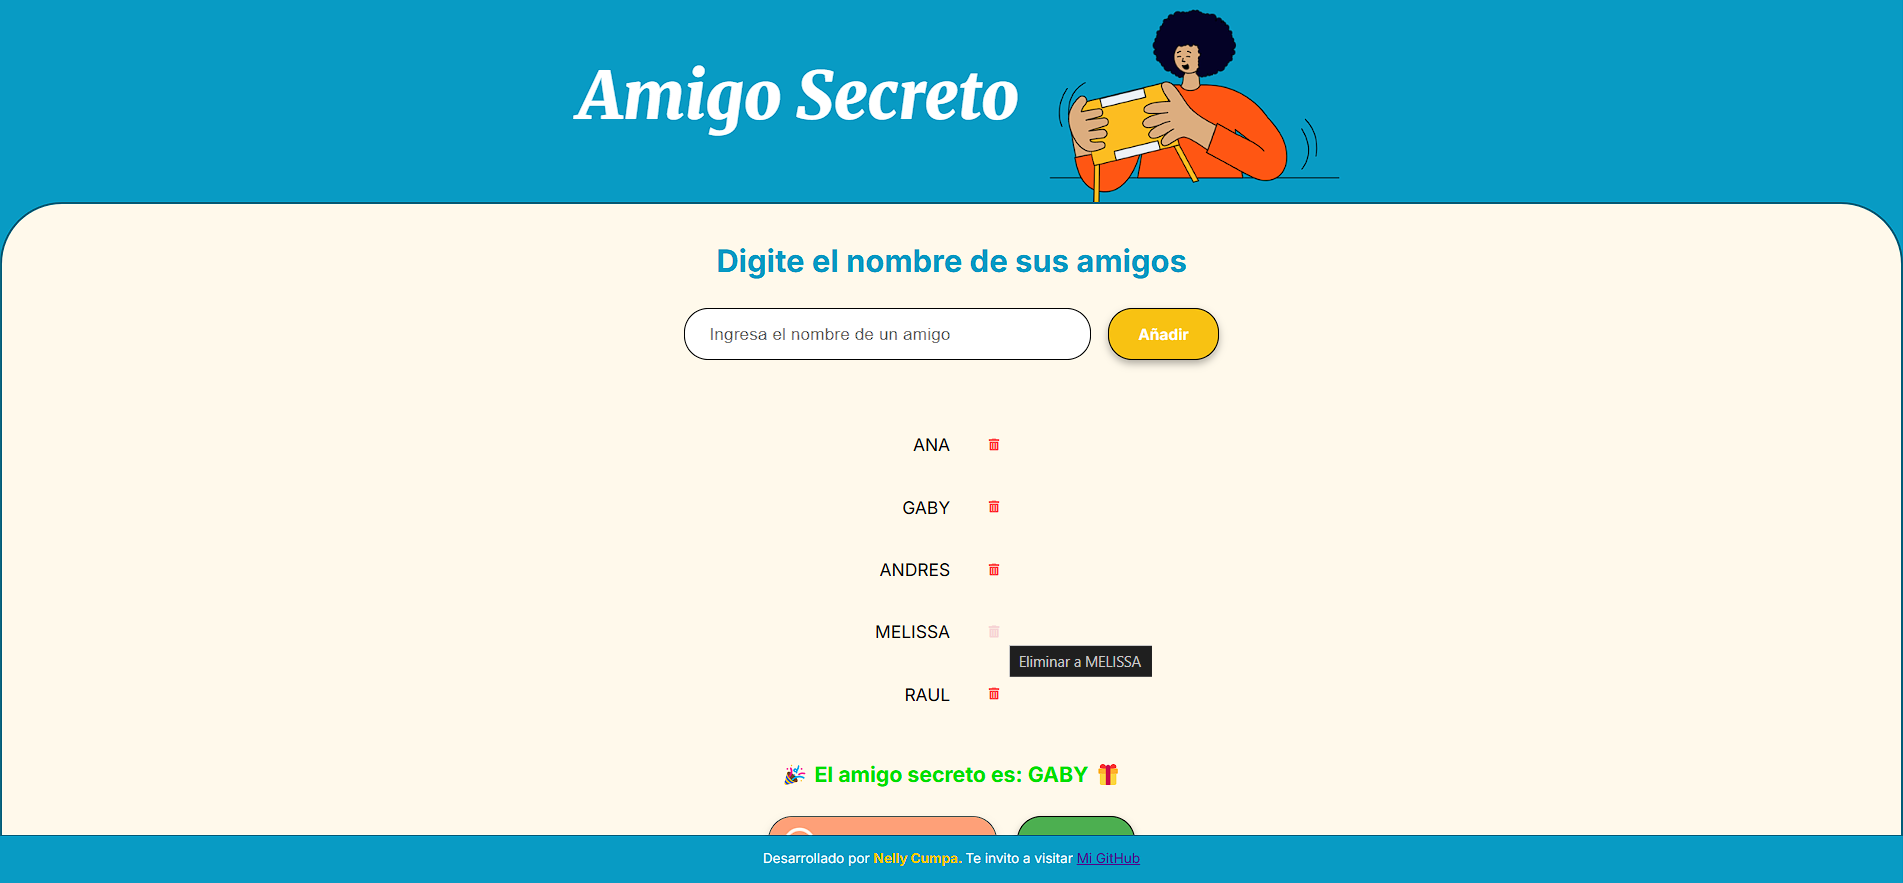 Amigo Secreto
Digite el nombre de sus amigos
Ingresa el nombre de un amigo
Añadir
ANA
GABY
ANDRES
MELISSA
Eliminar a MELISSA
RAUL
🎉 El amigo secreto es: GABY 🎁
Desarrollado por Nelly Cumpa. Te invito a visitar Mi GitHub